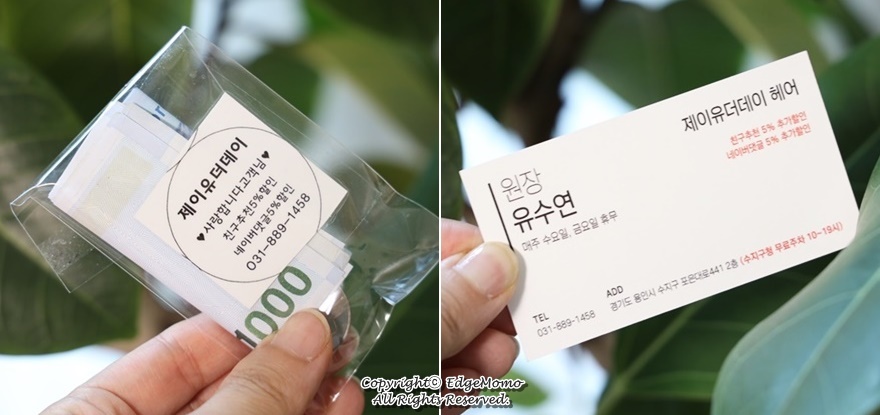 제이유더데이
♥사랑합니다고객님♥
친구추천5%할인
네이버댓글5%할인
031-889-1458
1000
제이유더데이 헤어
친구추천 5% 추가할인
네이버댓글 5% 추가할인
원장
유수연
매주 수요일, 금요일 휴무
TEL
031-889-1458
ADD
경기도 용인시 수지구 포은대로441 2층 (수지구청 무료주차 10-19시)
Copyright© EdgeMomo
All Rights Reserved.